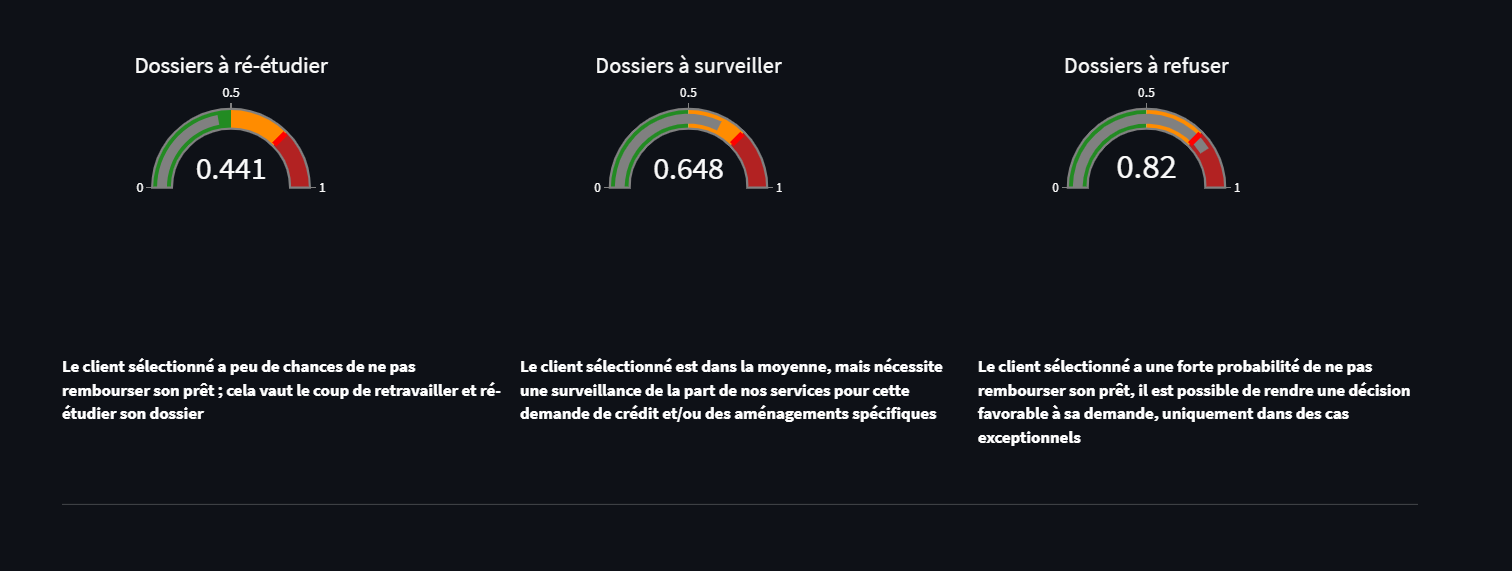 Dossiers à ré-étudier
0.5
0.441
0
1
Le client sélectionné a peu de chances de ne pas
rembourser son prêt ; cela vaut le coup de retravailler et ré-
étudier son dossier
Dossiers à surveiller
0.5
0.648
0
1
Le client sélectionné est dans la moyenne, mais nécessite
une surveillance de la part de nos services pour cette
demande de crédit et/ou des aménagements spécifiques
Dossiers à refuser
0.5
0.82
0
1
Le client sélectionné a une forte probabilité de ne pas
rembourser son prêt, il est possible de rendre une décision
favorable à sa demande, uniquement dans des cas
exceptionnels